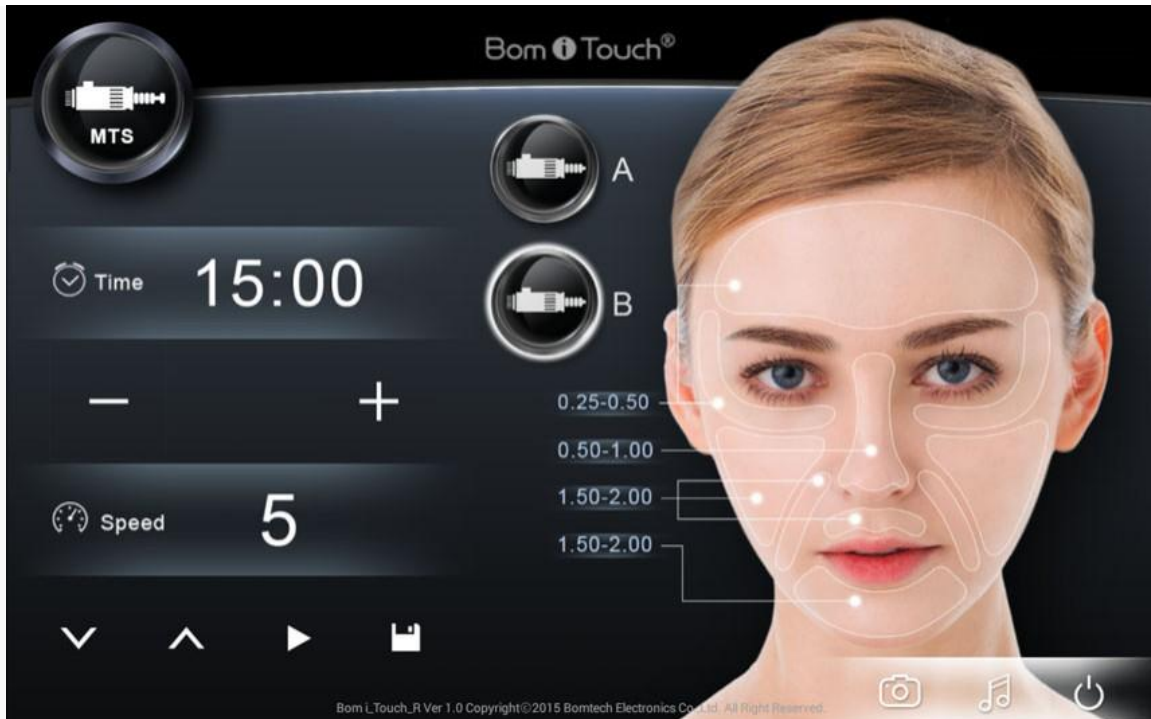 Bom i Touch®
MTS
A
Time 15:00
B
− +
0.25-0.50
0.50-1.00
Speed 5
1.50-2.00
1.50-2.00
Bom i_Touch_R Ver 1.0 Copyright©2015 Bomtech Electronics Co., Ltd. All Right Reserved.